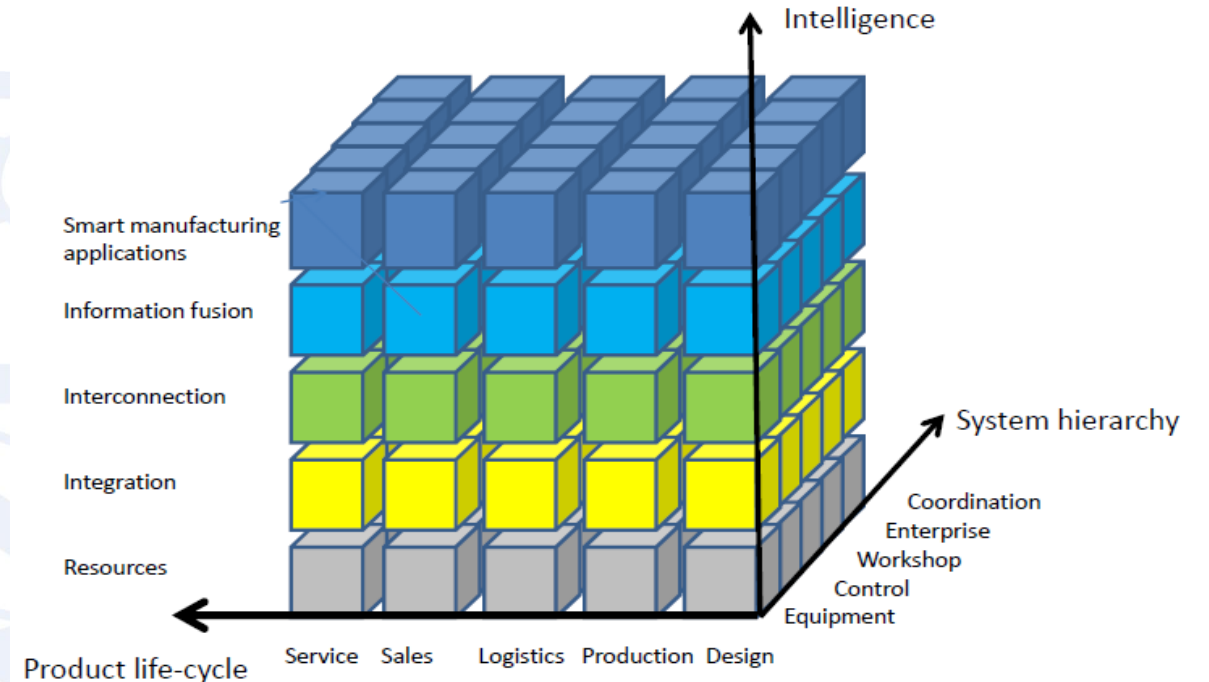 Intelligence
Smart manufacturing
applications
Information fusion
Interconnection
System hierarchy
Integration
Coordination
Enterprise
Workshop
Resources
Control
Equipment
Service Sales Logistics Production Design
Product life-cycle